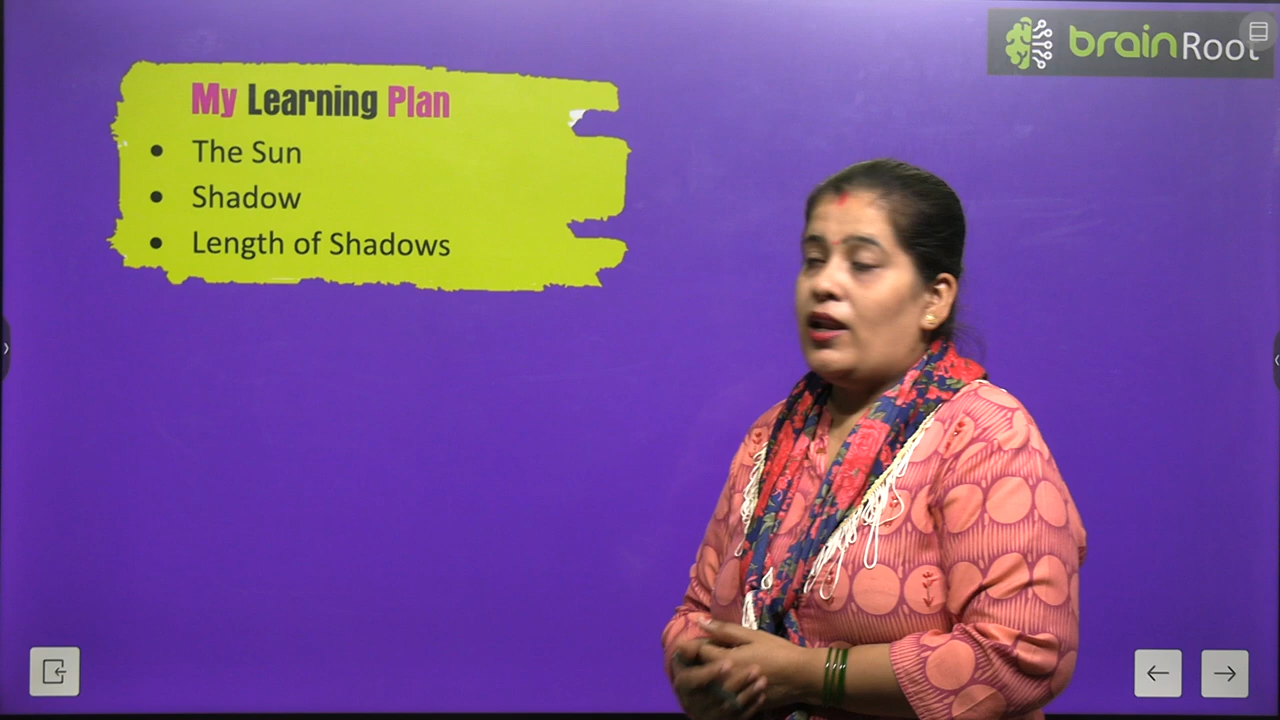 brainRoot
My Learning Plan
• The Sun
• Shadow
• Length of Shadows